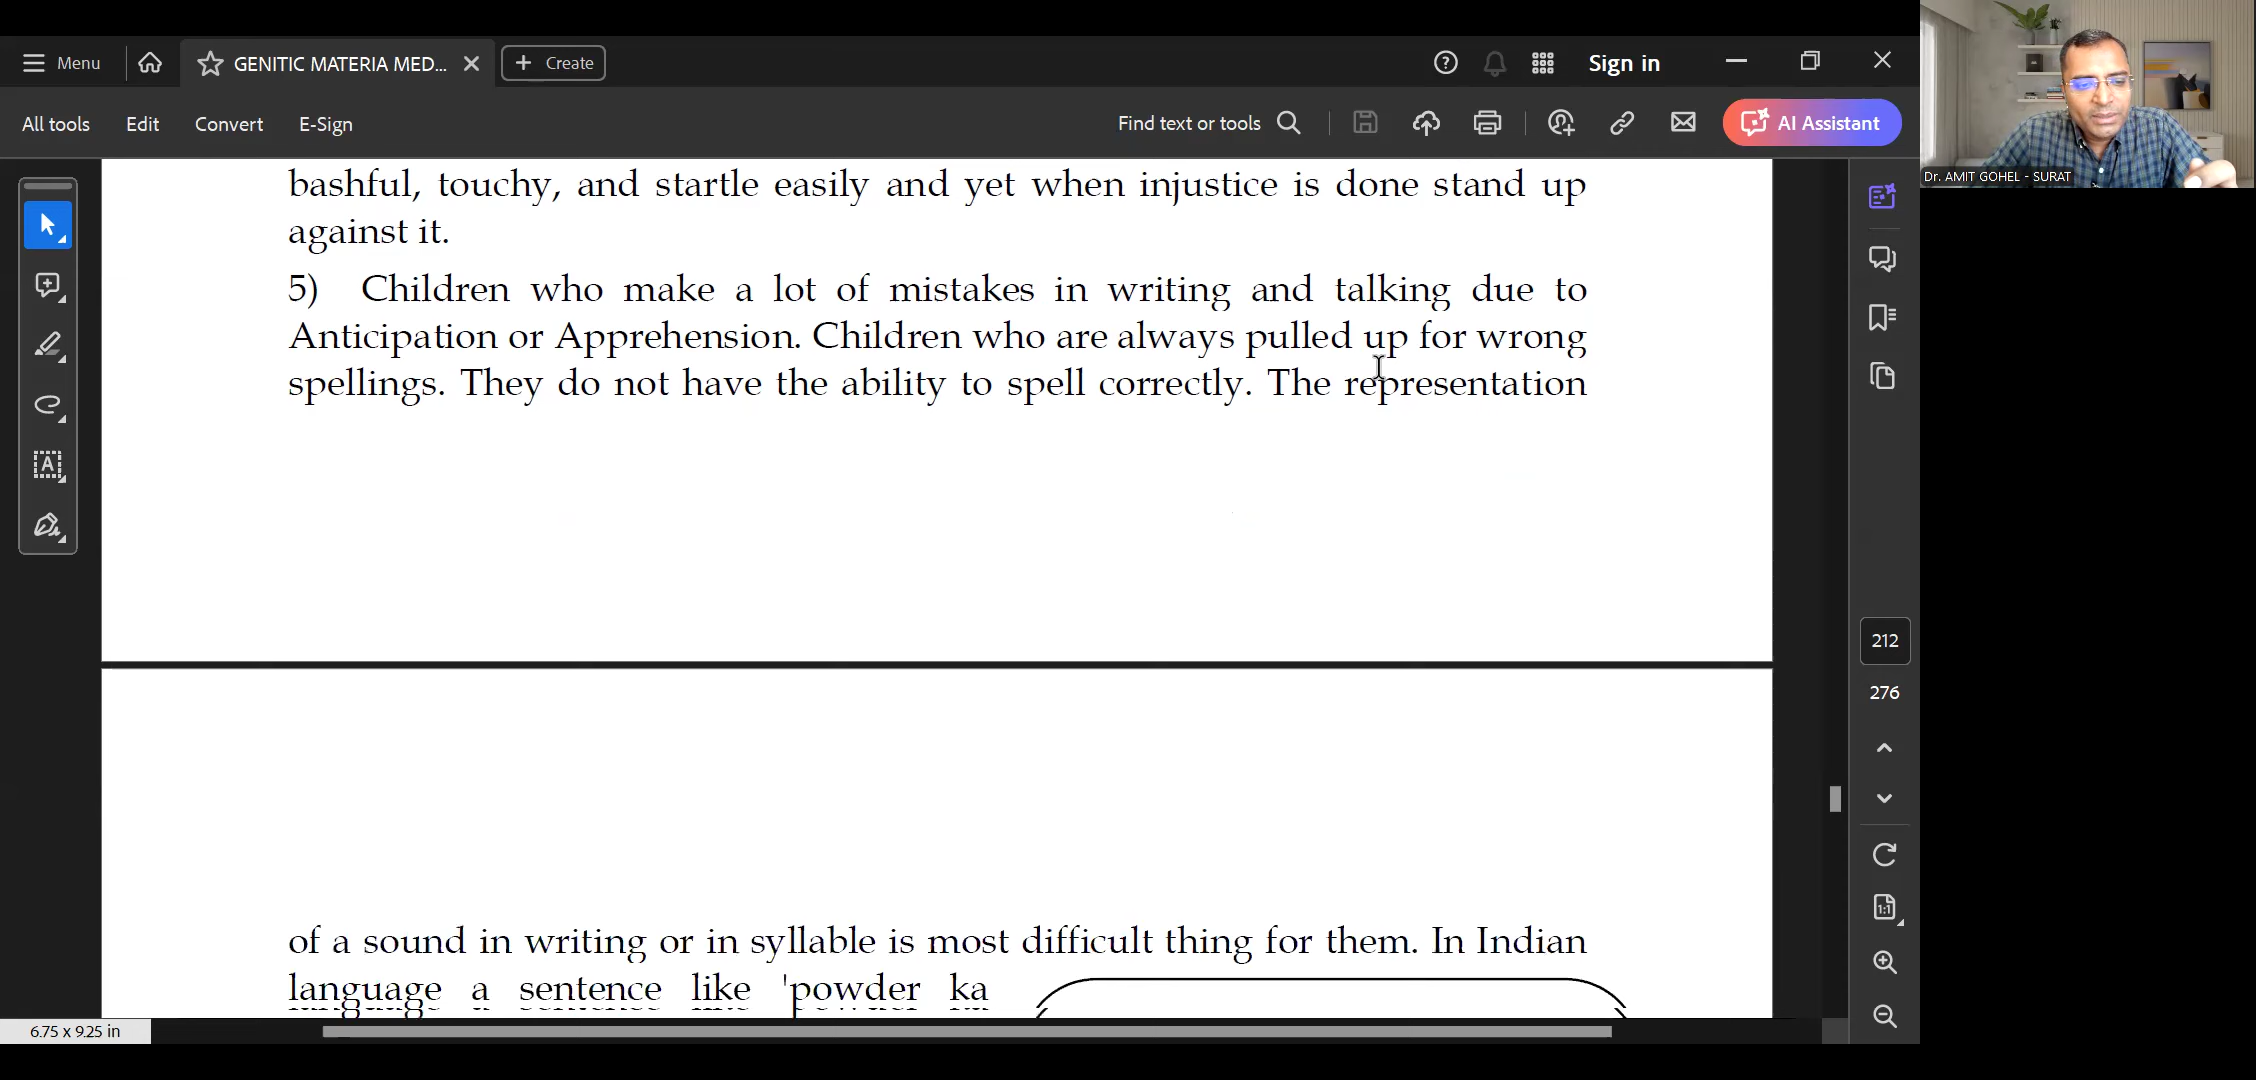 Menu
GENITIC MATERIA MED...
Create
Sign in
All tools
Edit
Convert
E-Sign
Find text or tools
AI Assistant
Dr. AMIT GOHEL - SURAT
bashful, touchy, and startle easily and yet when injustice is done stand up
against it.
5) Children who make a lot of mistakes in writing and talking due to
Anticipation or Apprehension. Children who are always pulled up for wrong
spellings. They do not have the ability to spell correctly. The representation
212
276
1:1
of a sound in writing or in syllable is most difficult thing for them. In Indian
language a sentence like 'powder ka
6.75 x 9.25 in